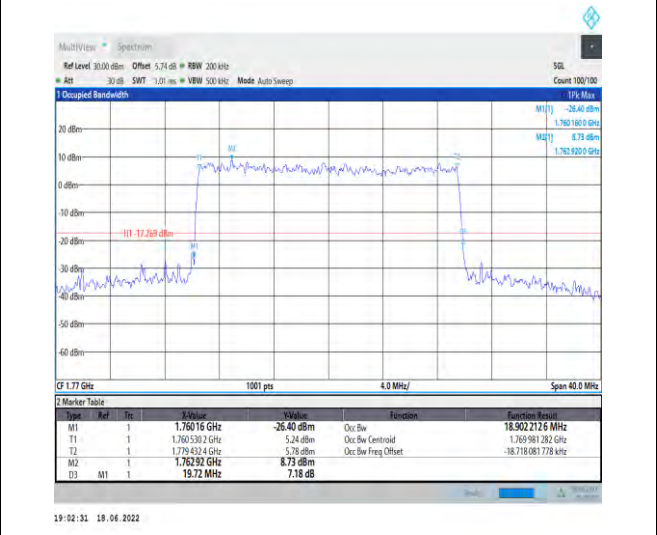 MultiView Spectrum
Ref Level 30.00 dBm Offset 5.74 dB RBW 200 kHz SGL
Att 30 dB SWT 1.01 ms VBW 500 kHz Mode Auto Sweep Count 100/100
1 Occupied Bandwidth 1Pk Max
M1[1] -26.40 dBm
1.760 160 0 GHz
M2[1] 8.73 dBm
1.762 920 0 GHz
20 dBm
M2
T1
10 dBm
0 dBm
-10 dBm
H1 -17.269 dBm
-20 dBm
M1
-30 dBm
-40 dBm
-50 dBm
-60 dBm
CF 1.77 GHz 1001 pts 4.0 MHz/ Span 40.0 MHz
2 Marker Table
Type Ref Trc X-Value Y-Value Function Function Result
M1 1 1.76016 GHz -26.40 dBm Occ Bw 18.902 212 6 MHz
T1 1 1.760 530 2 GHz 5.24 dBm Occ Bw Centroid 1.769 981 282 GHz
T2 1 1.779 432 4 GHz 5.78 dBm Occ Bw Freq Offset -18.718 081 778 kHz
M2 1 1.76292 GHz 8.73 dBm
D3 M1 1 19.72 MHz 7.18 dB
19:02:31 18.06.2022